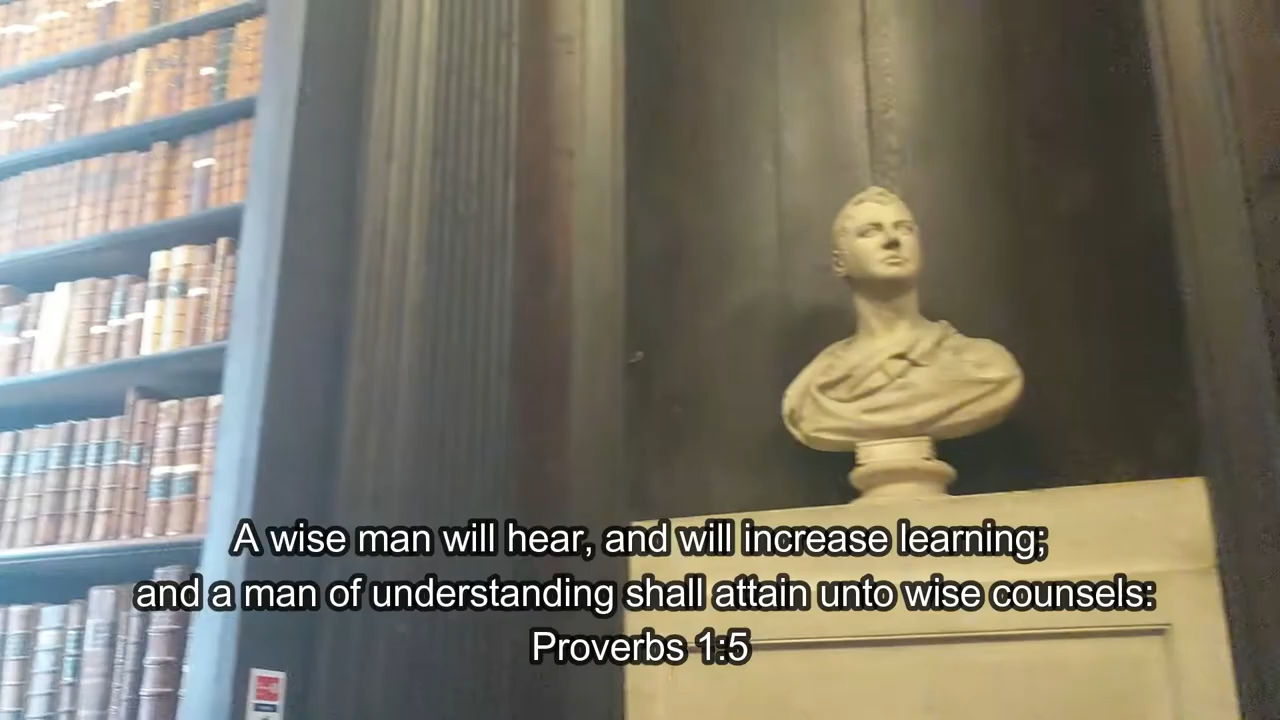 A wise man will hear, and will increase learning;
and a man of understanding shall attain unto wise counsels:
Proverbs 1:5